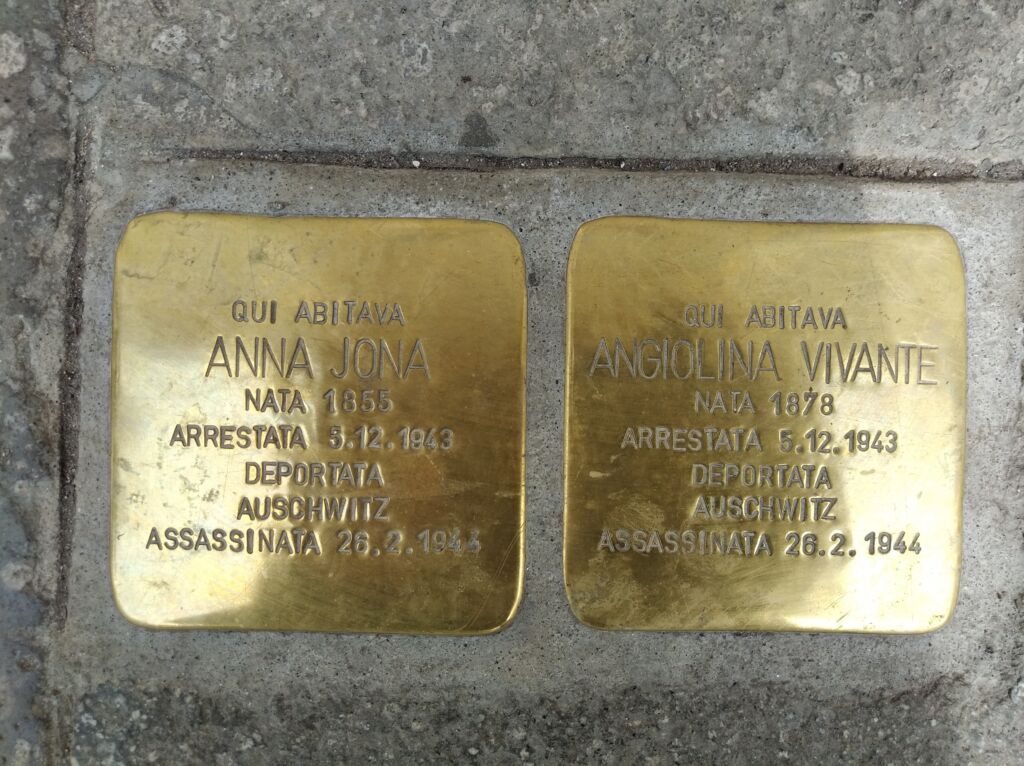 QUI ABITAVA
ANNA JONA
NATA 1855
ARRESTATA 5.12.1943
DEPORTATA
AUSCHWITZ
ASSASSINATA 26.2.1944
QUI ABITAVA
ANGIOLINA VIVANTE
NATA 1878
ARRESTATA 5.12.1943
DEPORTATA
AUSCHWITZ
ASSASSINATA 26.2.1944